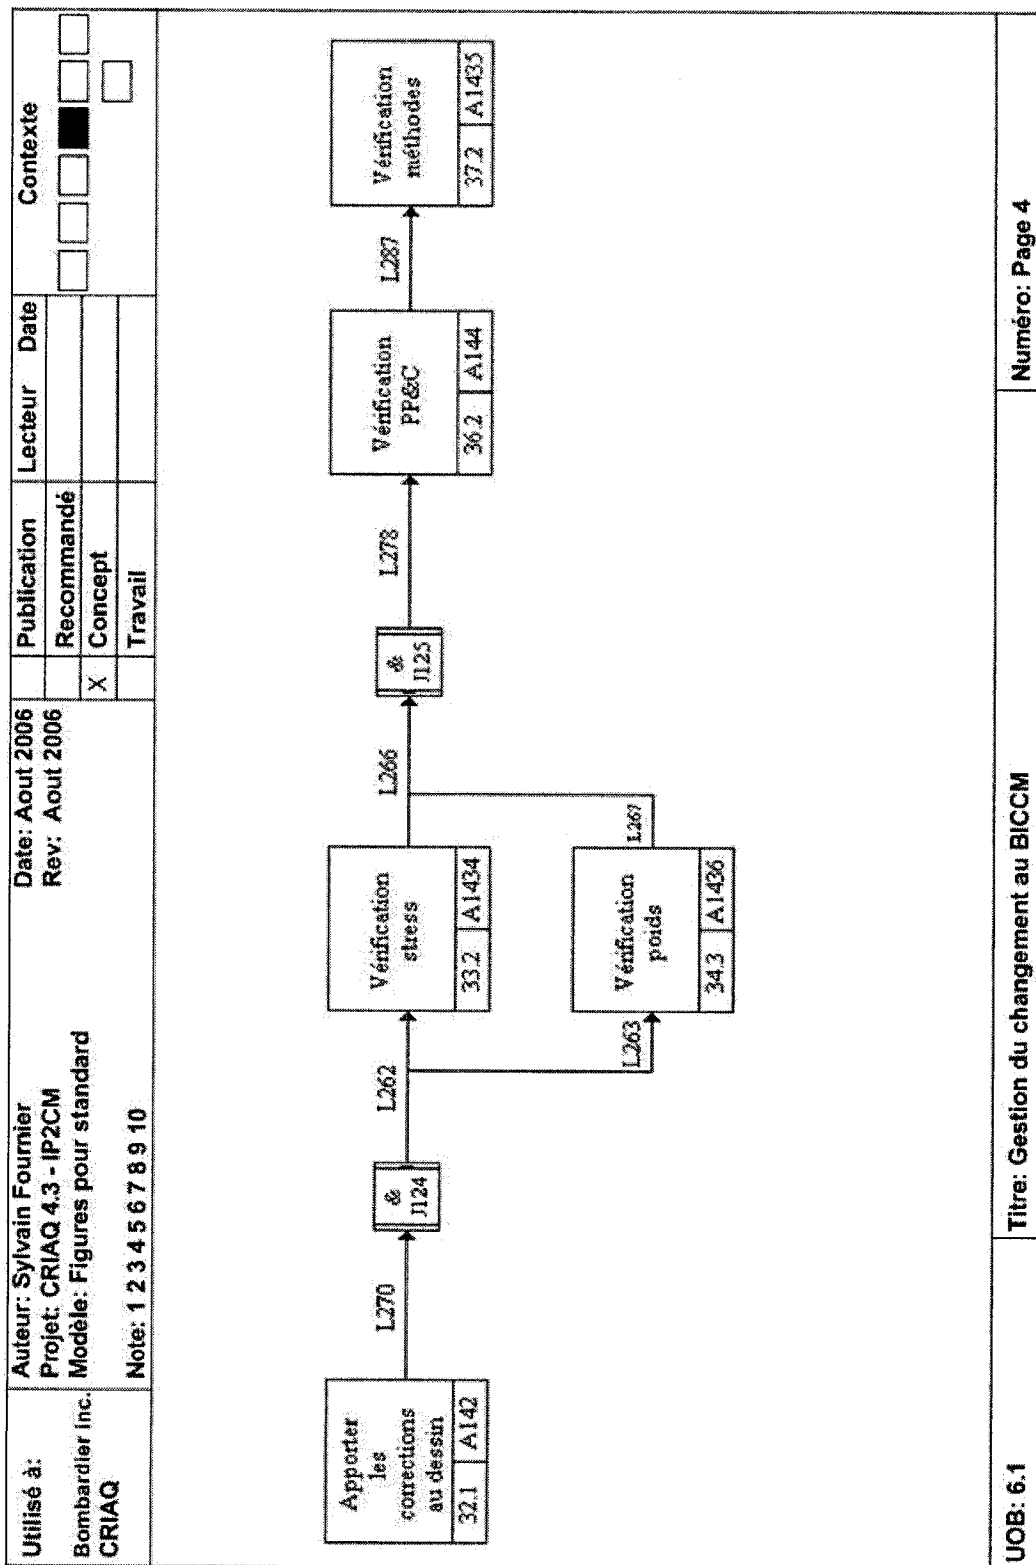 Utilisé à:
Bombardier inc.
CRIAQ
Auteur: Sylvain Fournier
Projet: CRIAQ 4.3 - IP2CM
Modèle: Figures pour standard
Note: 1 2 3 4 5 6 7 8 9 10
Date: Aout 2006
Rev: Aout 2006
Publication
Recommandé
X Concept
Travail
Lecteur Date
Contexte
Apporter
les
corrections
au dessin
32.1 A142
L270
&
J124
L262
L263
Vérification
stress
33.2 A1434
Vérification
poids
34.3 A1436
L266
L267
&
J125
L278
Vérification
PP&C
36.2 A144
L287
Vérification
méthodes
37.2 A1435
UOB: 6.1
Titre: Gestion du changement au BICCM
Numéro: Page 4